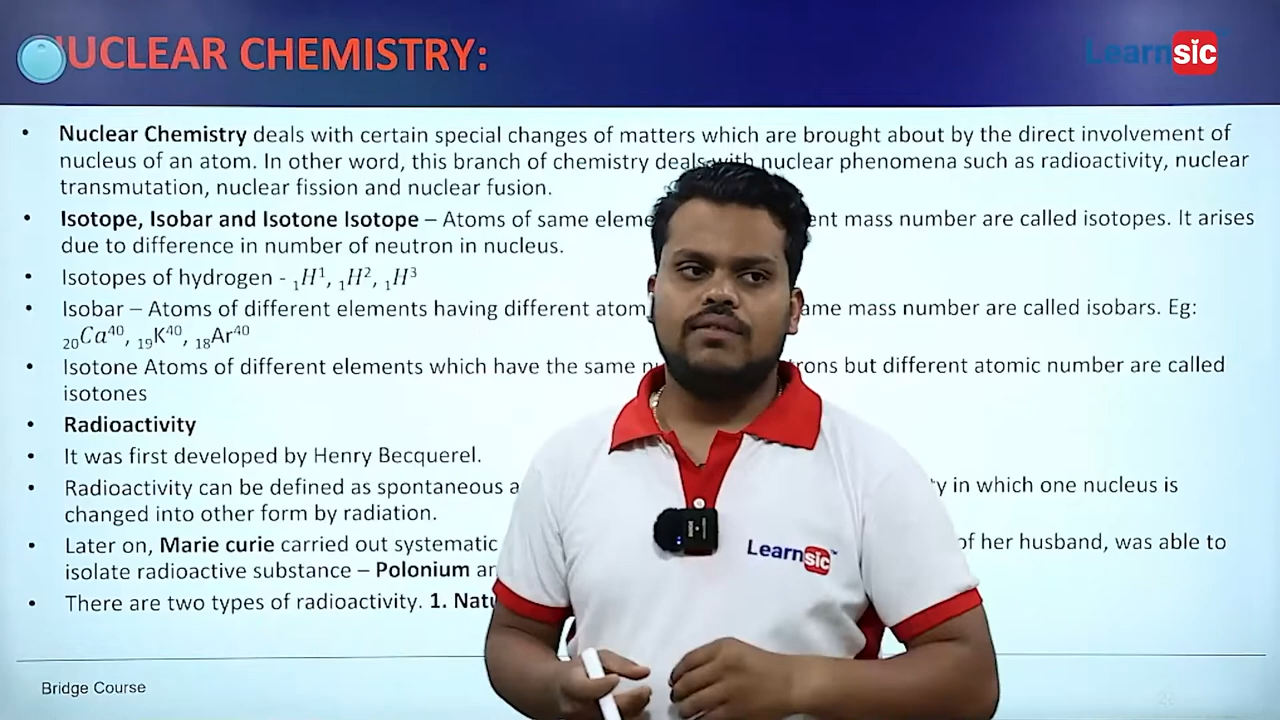 NUCLEAR CHEMISTRY:
Learnsic
• Nuclear Chemistry deals with certain special changes of matters which are brought about by the direct involvement of
nucleus of an atom. In other word, this branch of chemistry deals with nuclear phenomena such as radioactivity, nuclear
transmutation, nuclear fission and nuclear fusion.
• Isotope, Isobar and Isotone Isotope – Atoms of same mass number are called isotopes. It arises
due to difference in number of neutron in nucleus.
• Isotopes of hydrogen - ₁H¹, ₁H², ₁H³
• Isobar – Atoms of different elements having different mass number are called isobars. Eg:
₂₀Ca⁴⁰, ₁₉K⁴⁰, ₁₈Ar⁴⁰
• Isotone Atoms of different elements which have the same but different atomic number are called
isotones
• Radioactivity
• It was first developed by Henry Becquerel.
• Radioactivity can be defined as spontaneous in which one nucleus is
changed into other form by radiation.
• Later on, Marie curie carried out systematic of her husband, was able to
isolate radioactive substance – Polonium
• There are two types of radioactivity. 1.
Learnsic™
Bridge Course